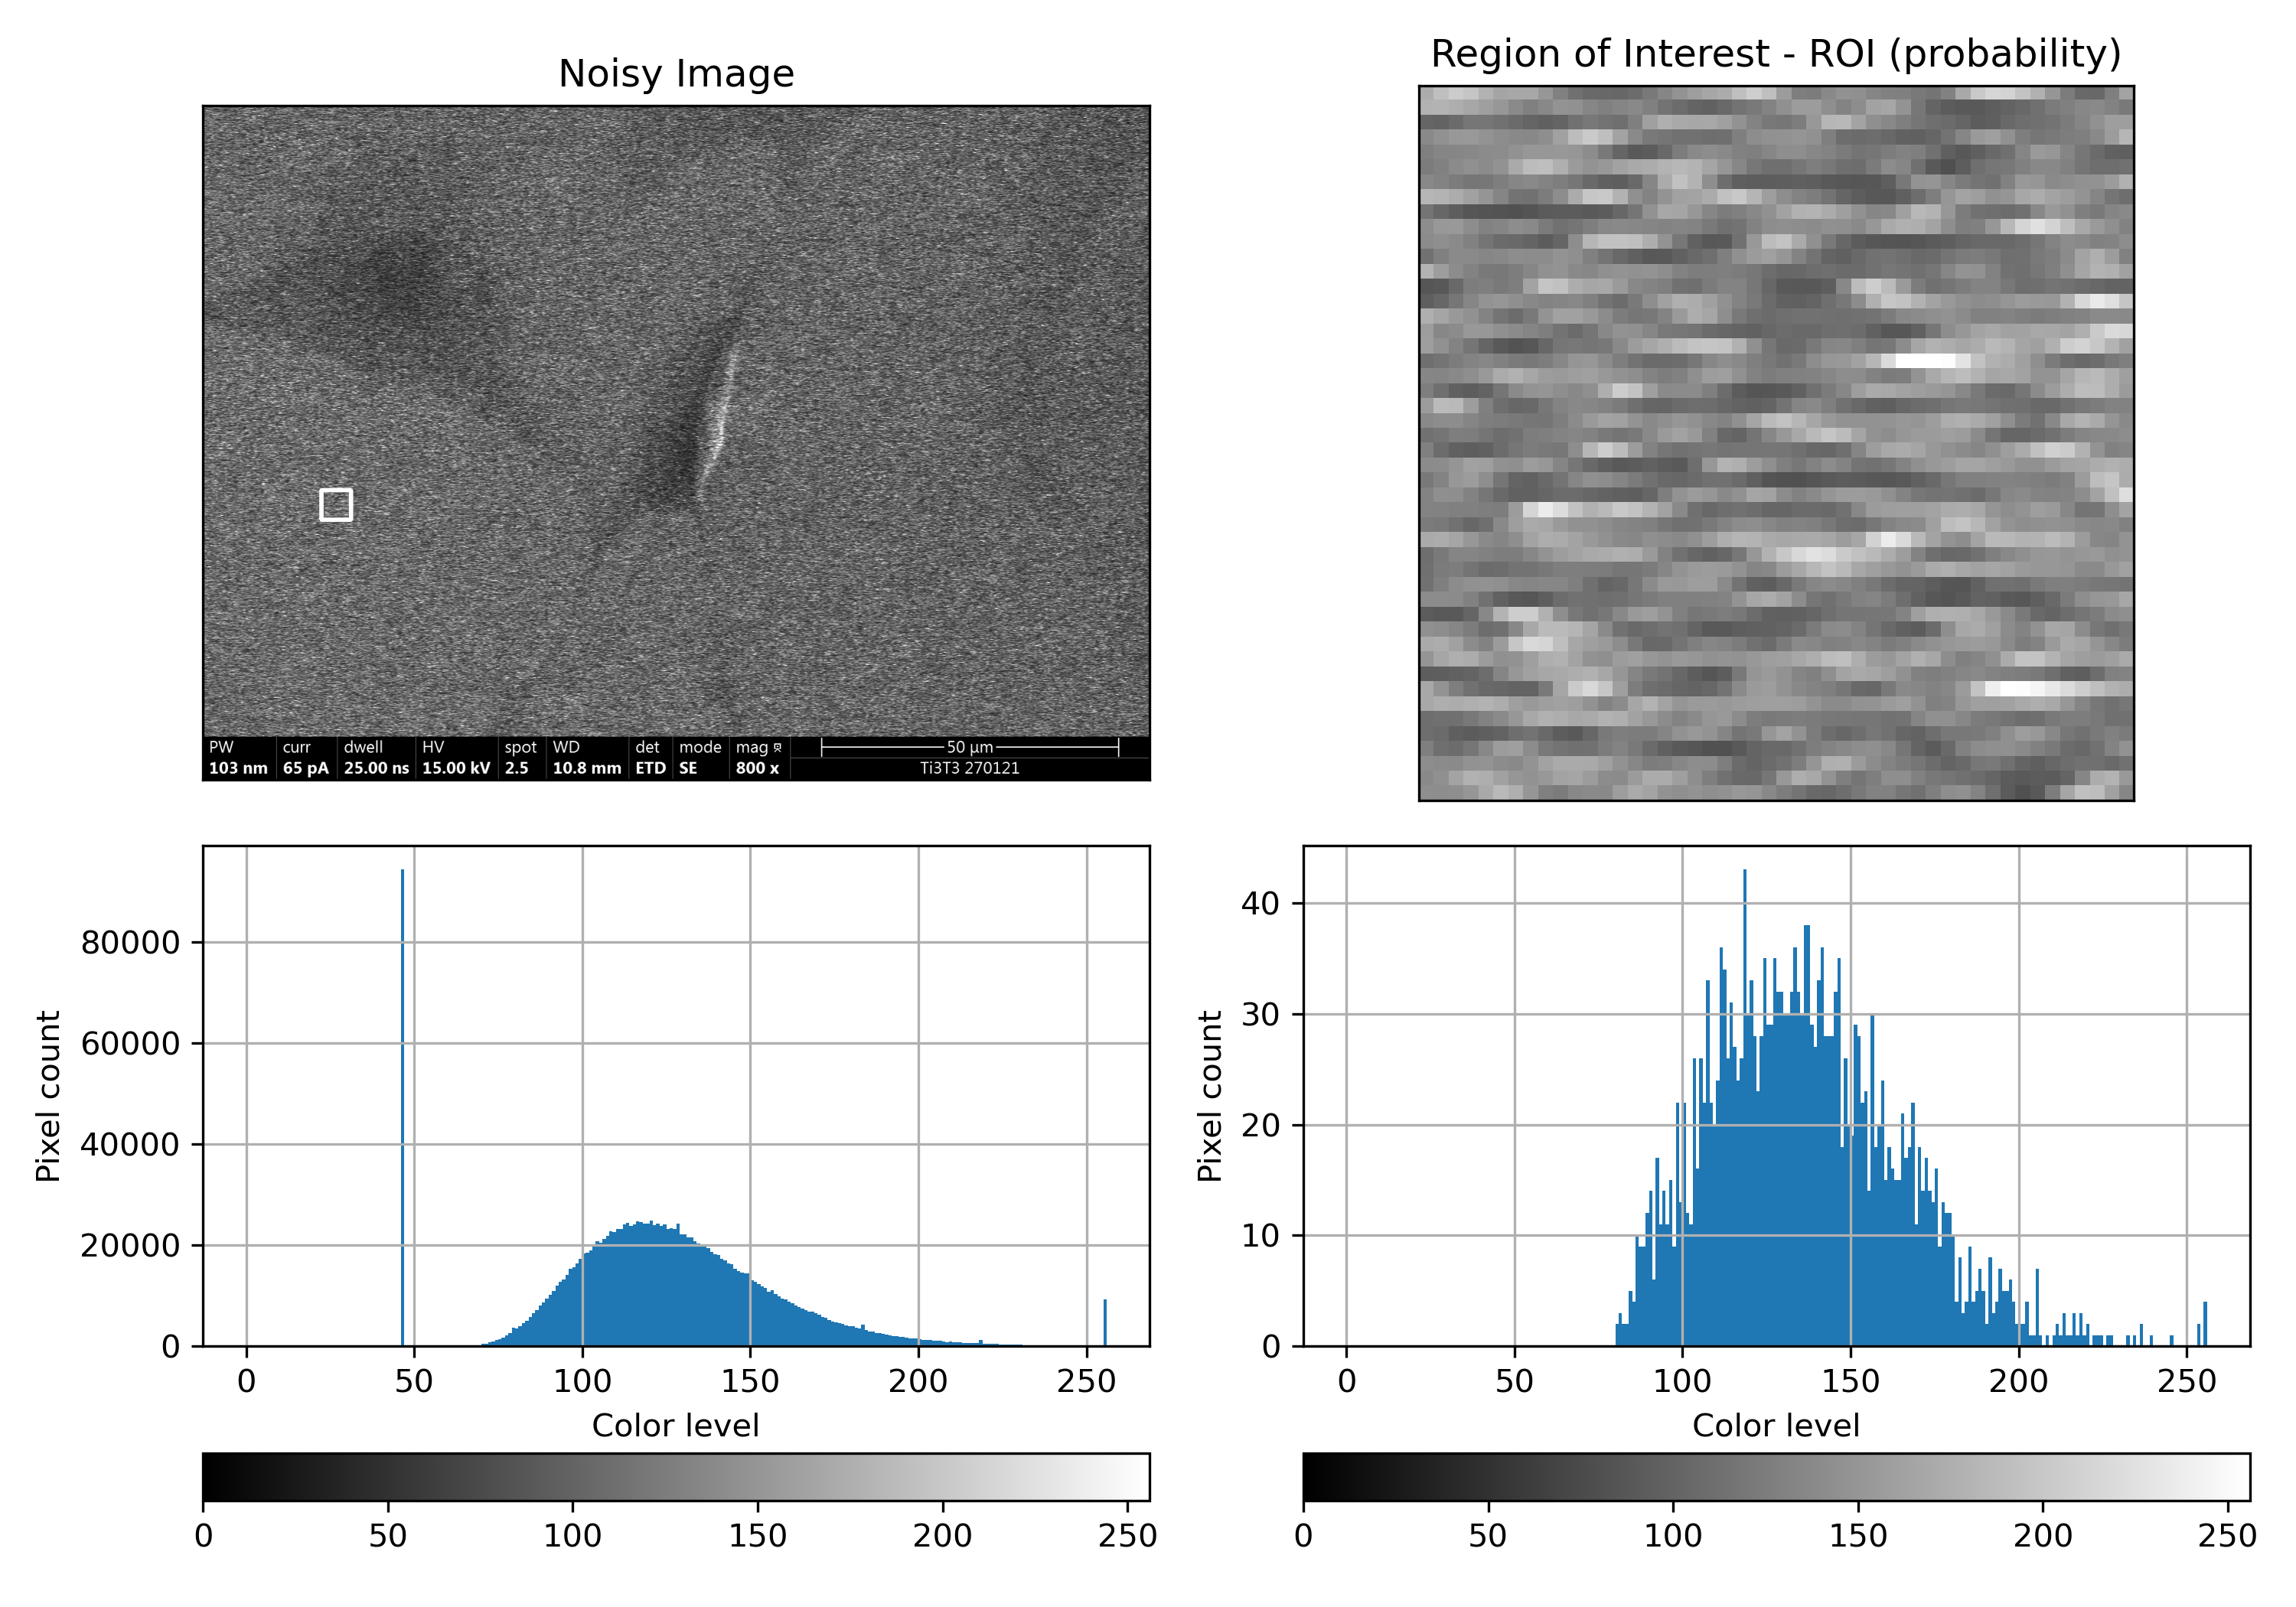 Noisy Image
Region of Interest - ROI (probability)
PW curr dwell HV spot WD det mode mag
103 nm 65 pA 25.00 ns 15.00 kV 2.5 10.8 mm ETD SE 800 x
50 µm
Ti3T3 270121
80000
60000
40000
20000
0
Pixel count
0 50 100 150 200 250
Color level
0 50 100 150 200 250
40
30
20
10
0
Pixel count
0 50 100 150 200 250
Color level
0 50 100 150 200 250